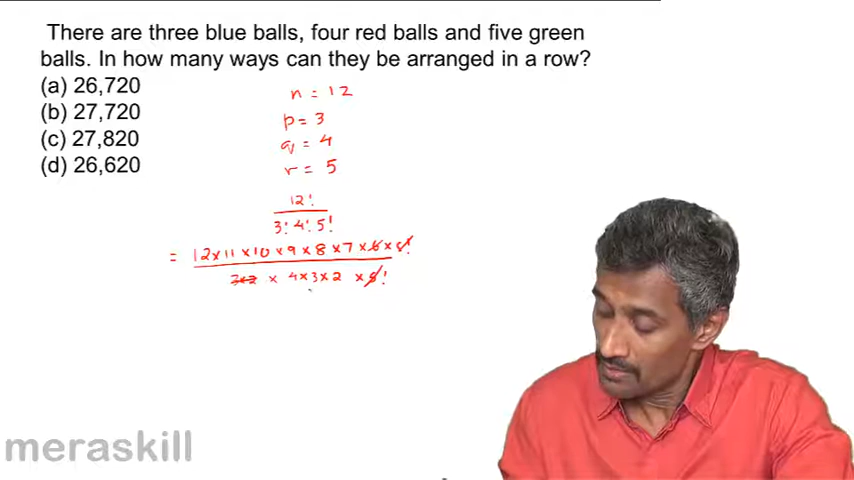 There are three blue balls, four red balls and five green
balls. In how many ways can they be arranged in a row?
(a) 26,720
(b) 27,720
(c) 27,820
(d) 26,620
n = 12
p = 3
q = 4
r = 5
12!
3! 4! 5!
= 12×11×10×9×8×7×6×5!
3×2 × 4×3×2 ×5!
meraskill